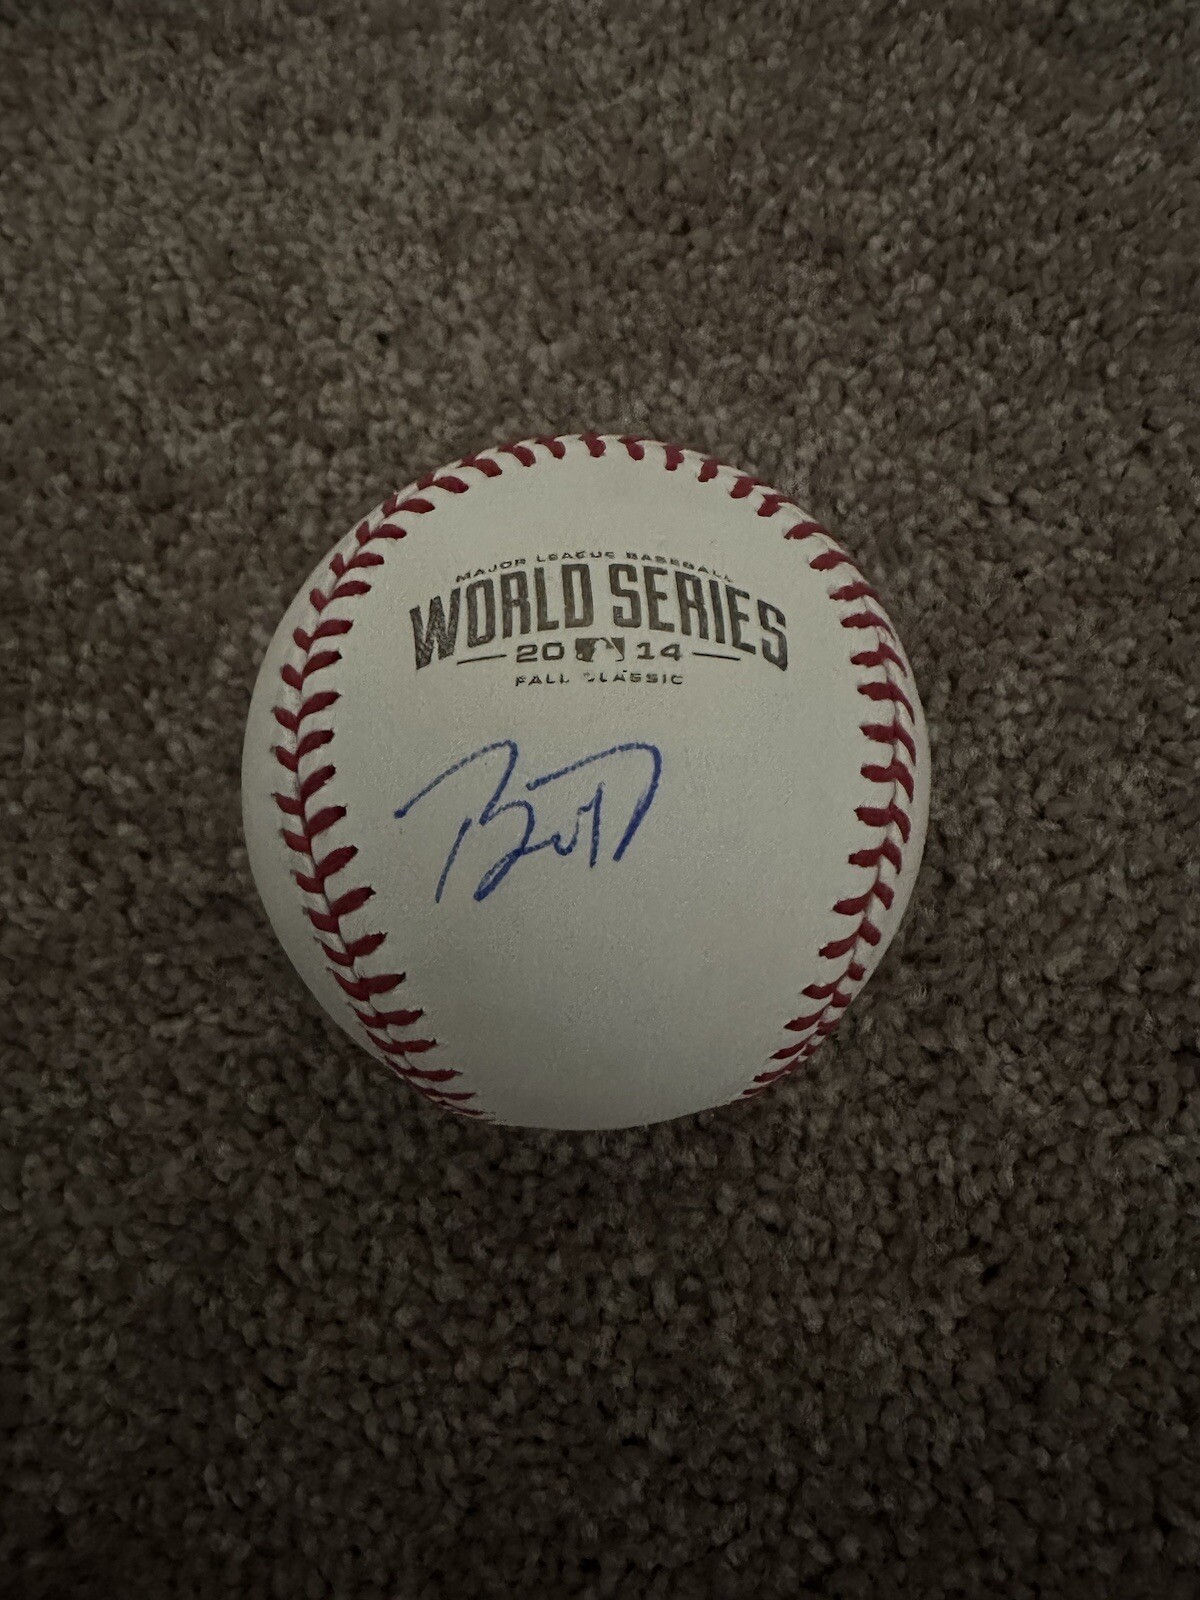 MAJOR LEAGUE BASEBALL
WORLD SERIES
20 14
FALL CLASSIC